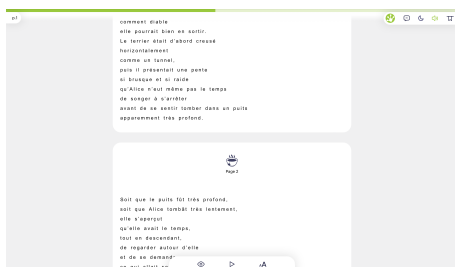 comment diable
elle pourrait bien en sortir.
Le terrier était d'abord creusé
horizontalement
comme un tunnel,
puis il présentait une pente
si brusque et si raide
qu'Alice n'eut même pas le temps
de songer à s'arrêter
avant de se sentir tomber dans un puits
apparemment très profond.
Page 2
Soit que le puits fût très profond,
soit que Alice tombât très lentement,
elle s'aperçut
qu'elle avait le temps,
tout en descendant,
de regarder autour d'elle
et de se
AA